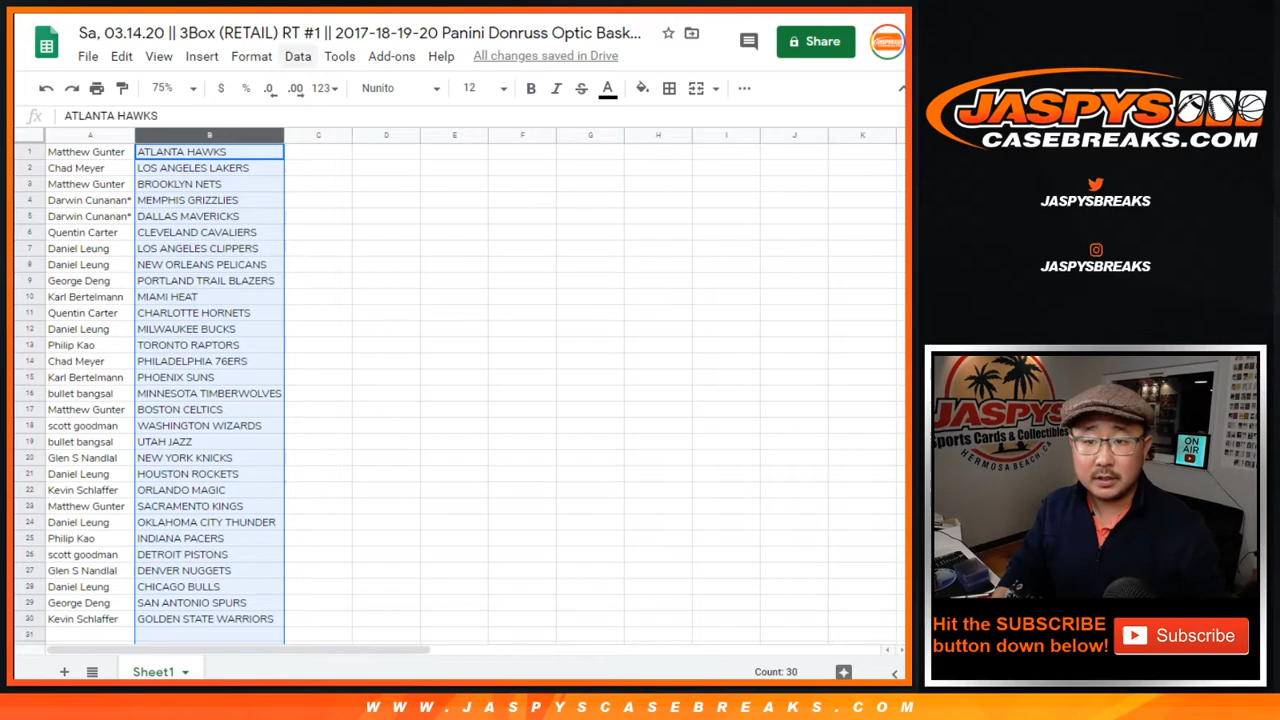 Sa, 03.14.20 || 3Box (RETAIL) RT #1 || 2017-18-19-20 Panini Donruss Optic Bask...
File Edit View Insert Format Data Tools Add-ons Help All changes saved in Drive
Share
75% $ % .0 .00 123 Nunito 12 B I S A
fx ATLANTA HAWKS
A B C D E F G H I J K
1 Matthew Gunter ATLANTA HAWKS
2 Chad Meyer LOS ANGELES LAKERS
3 Matthew Gunter BROOKLYN NETS
4 Darwin Cunanan* MEMPHIS GRIZZLIES
5 Darwin Cunanan* DALLAS MAVERICKS
6 Quentin Carter CLEVELAND CAVALIERS
7 Daniel Leung LOS ANGELES CLIPPERS
8 Daniel Leung NEW ORLEANS PELICANS
9 George Deng PORTLAND TRAIL BLAZERS
10 Karl Bertelmann MIAMI HEAT
11 Quentin Carter CHARLOTTE HORNETS
12 Daniel Leung MILWAUKEE BUCKS
13 Philip Kao TORONTO RAPTORS
14 Chad Meyer PHILADELPHIA 76ERS
15 Karl Bertelmann PHOENIX SUNS
16 bullet bangsal MINNESOTA TIMBERWOLVES
17 Matthew Gunter BOSTON CELTICS
18 scott goodman WASHINGTON WIZARDS
19 bullet bangsal UTAH JAZZ
20 Glen S Nandlal NEW YORK KNICKS
21 Daniel Leung HOUSTON ROCKETS
22 Kevin Schlaffer ORLANDO MAGIC
23 Matthew Gunter SACRAMENTO KINGS
24 Daniel Leung OKLAHOMA CITY THUNDER
25 Philip Kao INDIANA PACERS
26 scott goodman DETROIT PISTONS
27 Glen S Nandlal DENVER NUGGETS
28 Daniel Leung CHICAGO BULLS
29 George Deng SAN ANTONIO SPURS
30 Kevin Schlaffer GOLDEN STATE WARRIORS
31
Sheet1
Count: 30
JASPYS
CASEBREAKS.COM
JASPYSBREAKS
JASPYSBREAKS
JASPYS
Sports Cards & Collectibles
HERMOSA BEACH, CA
ON AIR
Hit the SUBSCRIBE
button down below!
Subscribe
WWW.JASPYSCASEBREAKS.COM